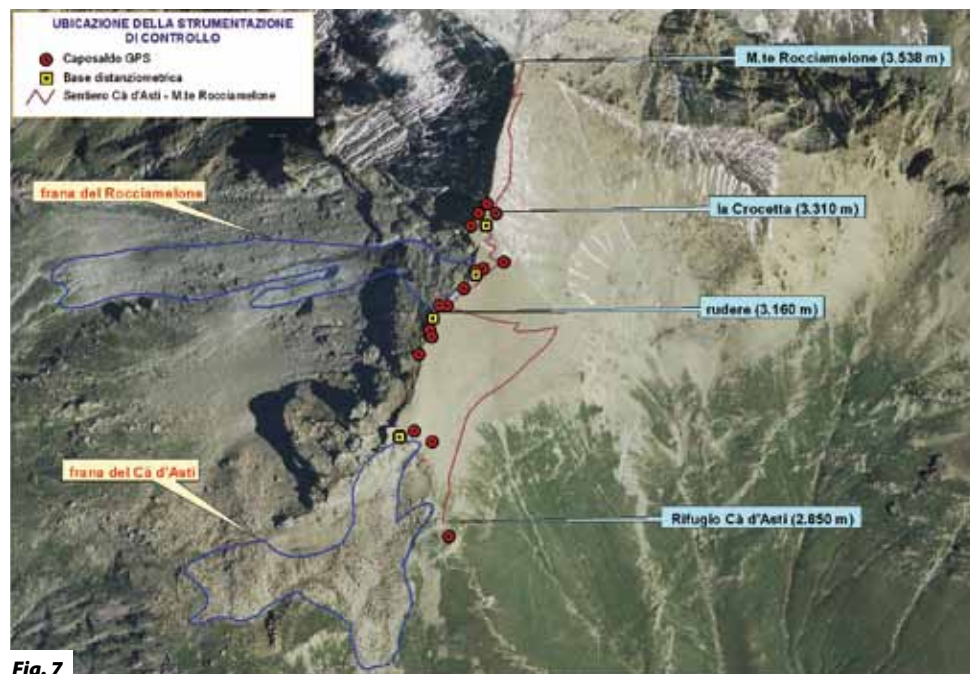 UBICAZIONE DELLA STRUMENTAZIONE
DI CONTROLLO
Caposaldo GPS
Base distanziometrica
Sentiero Cà d'Asti - M.te Rocciamelone
M.te Rocciamelone (3.538 m)
frana del Rocciamelone
la Crocetta (3.310 m)
rudere (3.160 m)
frana del Cà d'Asti
Rifugio Cà d'Asti (2.850 m)
Fig. 7